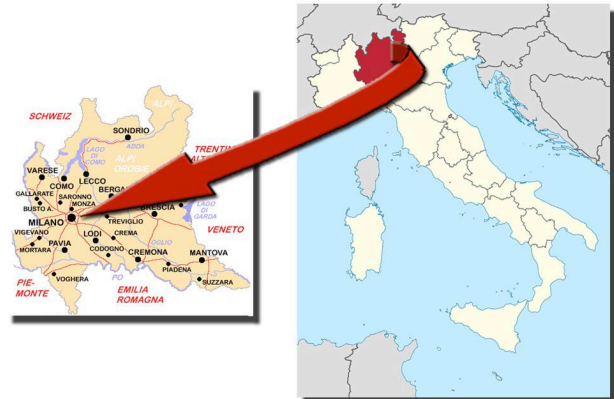 ALPI
SCHWEIZ
SONDRIO
ADDA
LAGO
DI
COMO
ALPI
OROBIE
TRENTIN
VARESE
COMO
LECCO
GALLARATE
SARONNO
BERGA
BUSTO A.
MONZA
MILANO
TREVIGLIO
BRESCIA
LAGO
DI
GARDA
VIGEVANO
LODI
CREMA
VENETO
MORTARA
PAVIA
CODOGNO
OGLIO
CREMONA
MANTOVA
PIADENA
VOGHERA
PO
SUZZARA
PIE-
MONTE
EMILIA
ROMAGNA